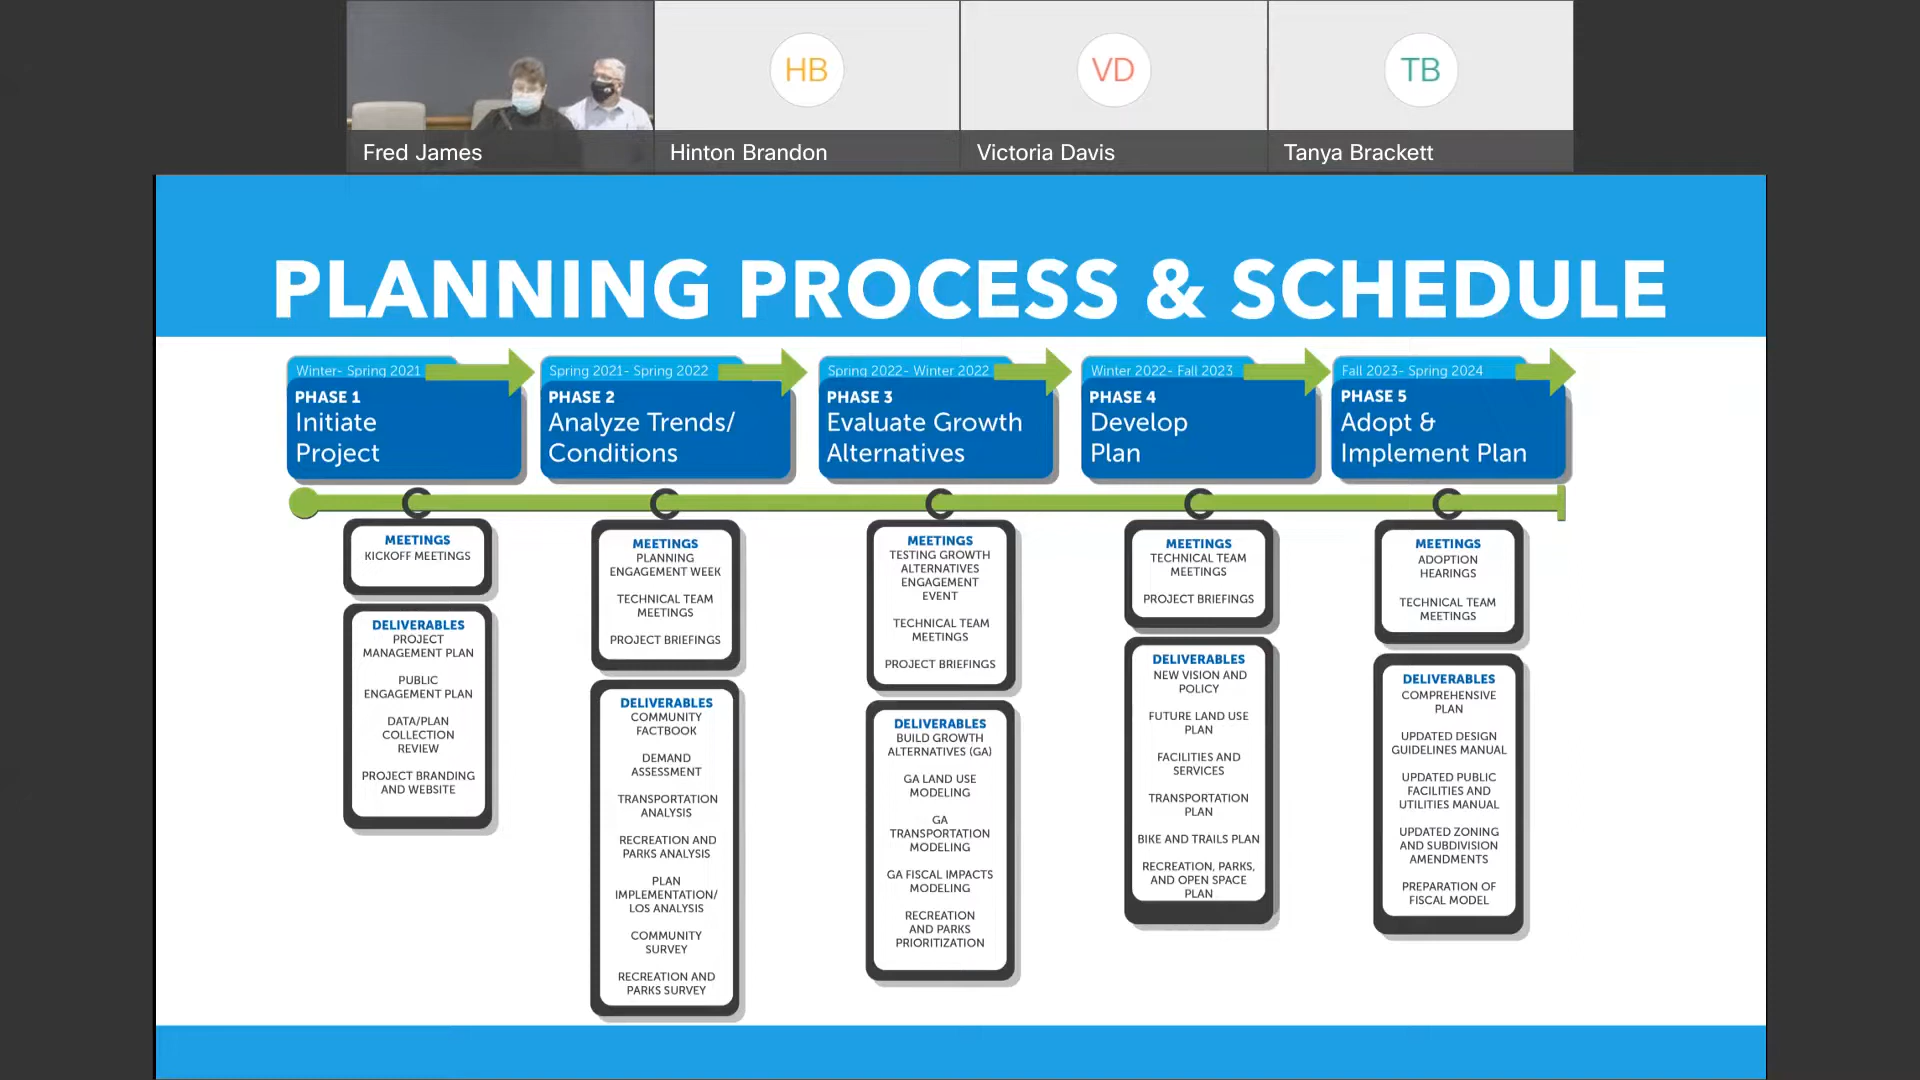 HB
VD
TB
Fred James
Hinton Brandon
Victoria Davis
Tanya Brackett
PLANNING PROCESS & SCHEDULE
Winter- Spring 2021
PHASE 1
Initiate
Project
MEETINGS
KICKOFF MEETINGS
DELIVERABLES
PROJECT
MANAGEMENT PLAN
PUBLIC
ENGAGEMENT PLAN
DATA/PLAN
COLLECTION
REVIEW
PROJECT BRANDING
AND WEBSITE
Spring 2021- Spring 2022
PHASE 2
Analyze Trends/
Conditions
MEETINGS
PLANNING
ENGAGEMENT WEEK
TECHNICAL TEAM
MEETINGS
PROJECT BRIEFINGS
DELIVERABLES
COMMUNITY
FACTBOOK
DEMAND
ASSESSMENT
TRANSPORTATION
ANALYSIS
RECREATION AND
PARKS ANALYSIS
PLAN
IMPLEMENTATION/
LOS ANALYSIS
COMMUNITY
SURVEY
RECREATION AND
PARKS SURVEY
Spring 2022- Winter 2022
PHASE 3
Evaluate Growth
Alternatives
MEETINGS
TESTING GROWTH
ALTERNATIVES
ENGAGEMENT
EVENT
TECHNICAL TEAM
MEETINGS
PROJECT BRIEFINGS
DELIVERABLES
BUILD GROWTH
ALTERNATIVES (GA)
GA LAND USE
MODELING
GA
TRANSPORTATION
MODELING
GA FISCAL IMPACTS
MODELING
RECREATION
AND PARKS
PRIORITIZATION
Winter 2022- Fall 2023
PHASE 4
Develop
Plan
MEETINGS
TECHNICAL TEAM
MEETINGS
PROJECT BRIEFINGS
DELIVERABLES
NEW VISION AND
POLICY
FUTURE LAND USE
PLAN
FACILITIES AND
SERVICES
TRANSPORTATION
PLAN
BIKE AND TRAILS PLAN
RECREATION, PARKS,
AND OPEN SPACE
PLAN
Fall 2023- Spring 2024
PHASE 5
Adopt &
Implement Plan
MEETINGS
ADOPTION
HEARINGS
TECHNICAL TEAM
MEETINGS
DELIVERABLES
COMPREHENSIVE
PLAN
UPDATED DESIGN
GUIDELINES MANUAL
UPDATED PUBLIC
FACILITIES AND
UTILITIES MANUAL
UPDATED ZONING
AND SUBDIVISION
AMENDMENTS
PREPARATION OF
FISCAL MODEL